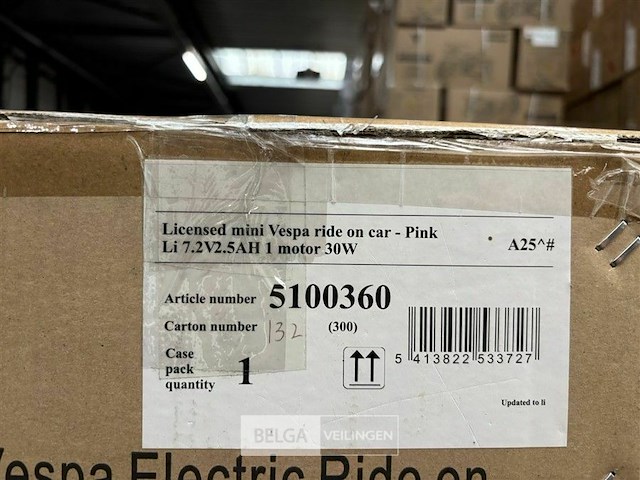 Licensed mini Vespa ride on car - Pink
Li 7.2V2.5AH 1 motor 30W
A25^#
Article number 5100360
Carton number 132 (300)
Case
pack
quantity 1
5 413822 533727
Updated to li
BELGA VEILINGEN
Vespa Electric Ride on